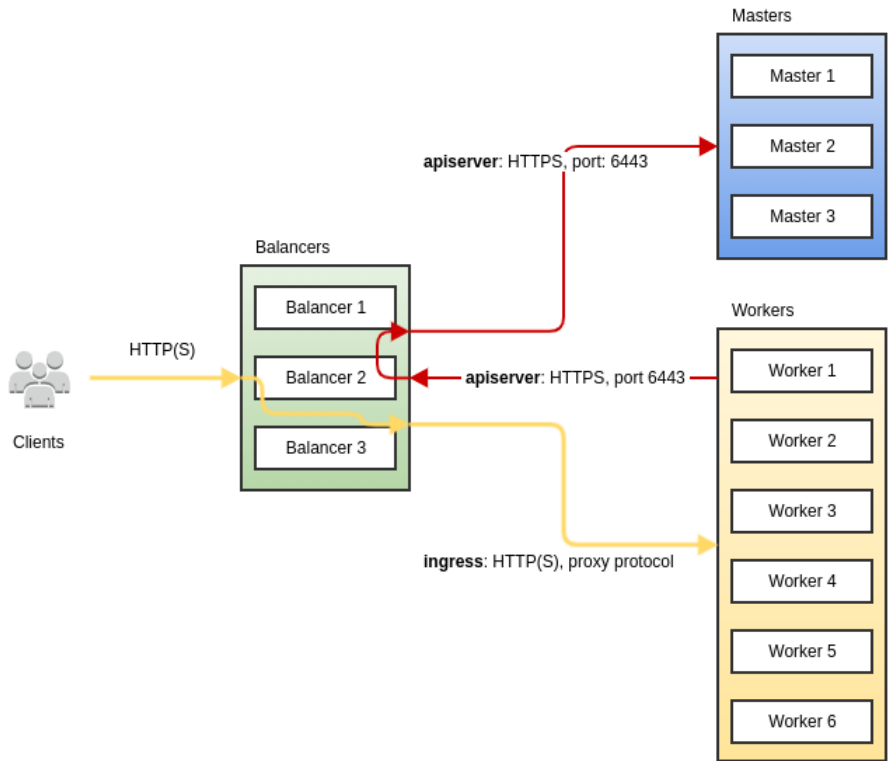 Masters
Master 1
Master 2
Master 3
apiserver: HTTPS, port: 6443
Balancers
Balancer 1
Balancer 2
Balancer 3
HTTP(S)
Clients
apiserver: HTTPS, port 6443
ingress: HTTP(S), proxy protocol
Workers
Worker 1
Worker 2
Worker 3
Worker 4
Worker 5
Worker 6